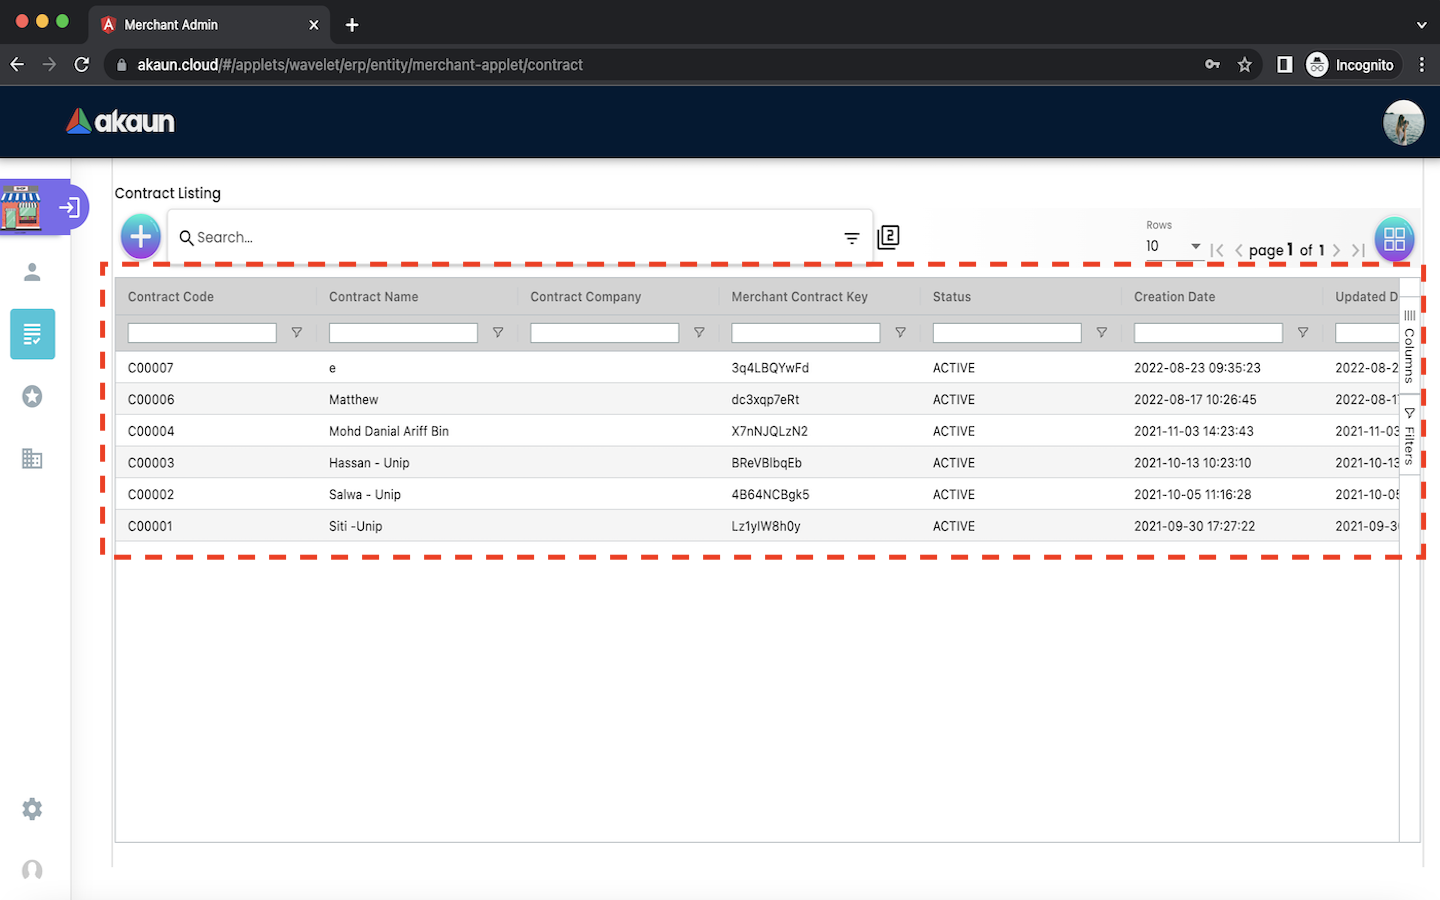 Merchant Admin
akaun.cloud/#/applets/wavelet/erp/entity/merchant-applet/contract
Incognito
akaun
SHOP
Contract Listing
Search...
2
Rows
10
page 1 of 1
Contract Code Contract Name Contract Company Merchant Contract Key Status Creation Date Updated D
C00007 e 3q4LBQYwFd ACTIVE 2022-08-23 09:35:23 2022-08-2
C00006 Matthew dc3xqp7eRt ACTIVE 2022-08-17 10:26:45 2022-08-1
C00004 Mohd Danial Ariff Bin X7nNJQLzN2 ACTIVE 2021-11-03 14:23:43 2021-11-03
C00003 Hassan - Unip BReVBlbqEb ACTIVE 2021-10-13 10:23:10 2021-10-13
C00002 Salwa - Unip 4B64NCBgk5 ACTIVE 2021-10-05 11:16:28 2021-10-05
C00001 Siti -Unip Lz1yIW8h0y ACTIVE 2021-09-30 17:27:22 2021-09-3
Columns
Filters